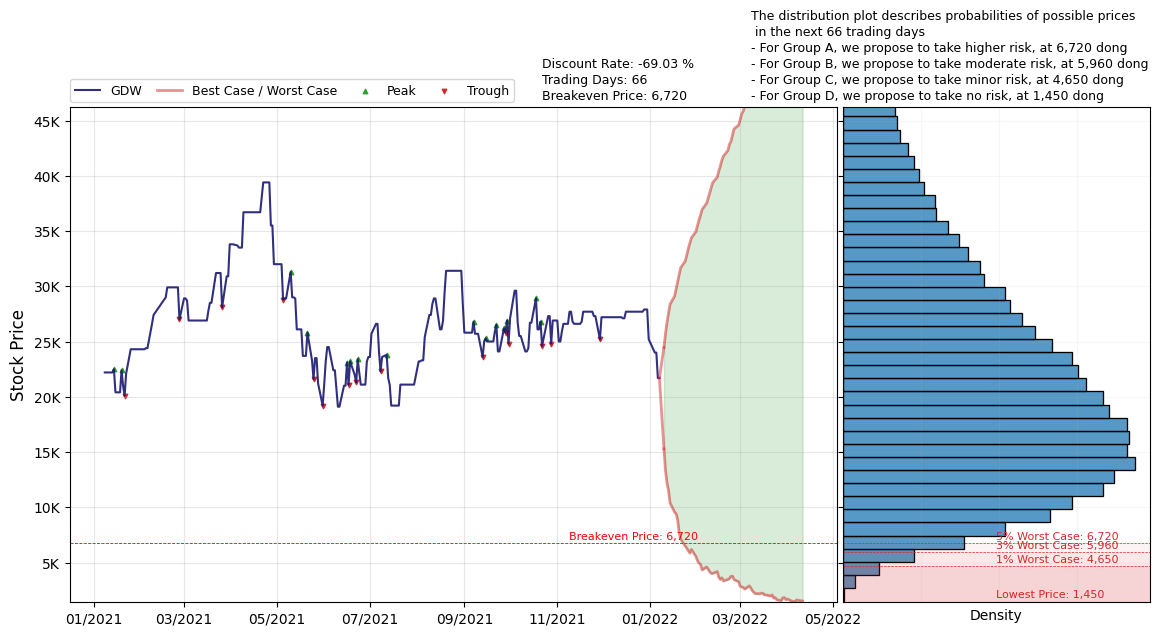 The distribution plot describes probabilities of possible prices
in the next 66 trading days
- For Group A, we propose to take higher risk, at 6,720 dong
- For Group B, we propose to take moderate risk, at 5,960 dong
- For Group C, we propose to take minor risk, at 4,650 dong
- For Group D, we propose to take no risk, at 1,450 dong
Discount Rate: -69.03 %
Trading Days: 66
Breakeven Price: 6,720
GDW
Best Case / Worst Case
Peak
Trough
Stock Price
45K
40K
35K
30K
25K
20K
15K
10K
5K
Breakeven Price: 6,720
01/2021
03/2021
05/2021
07/2021
09/2021
11/2021
01/2022
03/2022
05/2022
5% Worst Case: 6,720
3% Worst Case: 5,960
1% Worst Case: 4,650
Lowest Price: 1,450
Density